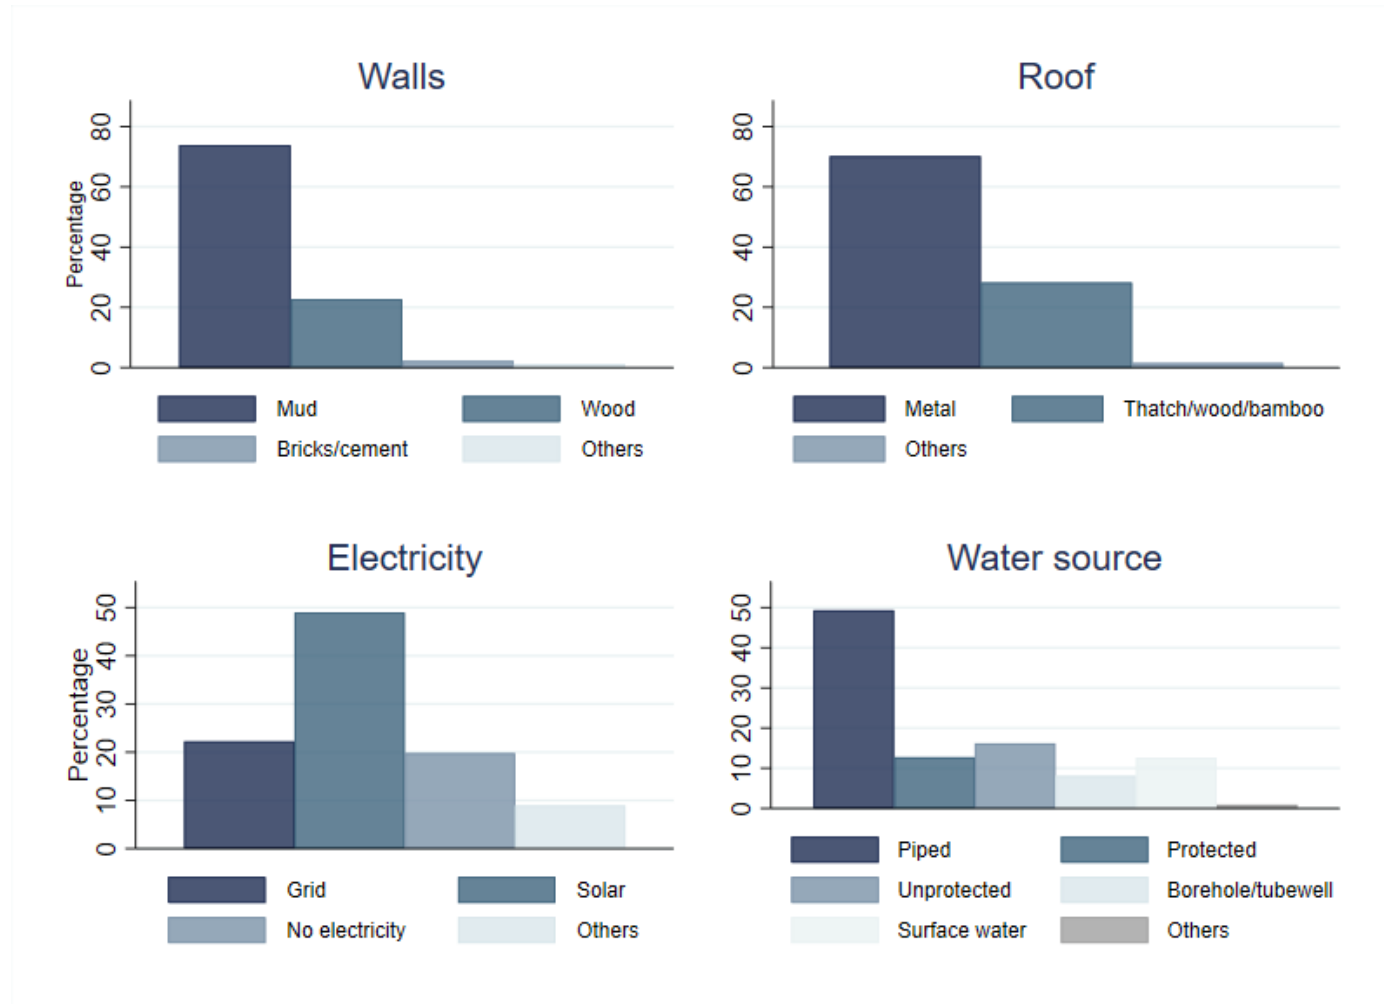 Walls
Percentage
80
60
40
20
0
Mud Wood
Bricks/cement Others
Roof
80
60
40
20
0
Metal Thatch/wood/bamboo
Others
Electricity
Percentage
50
40
30
20
10
0
Grid Solar
No electricity Others
Water source
50
40
30
20
10
0
Piped Protected
Unprotected Borehole/tubewell
Surface water Others